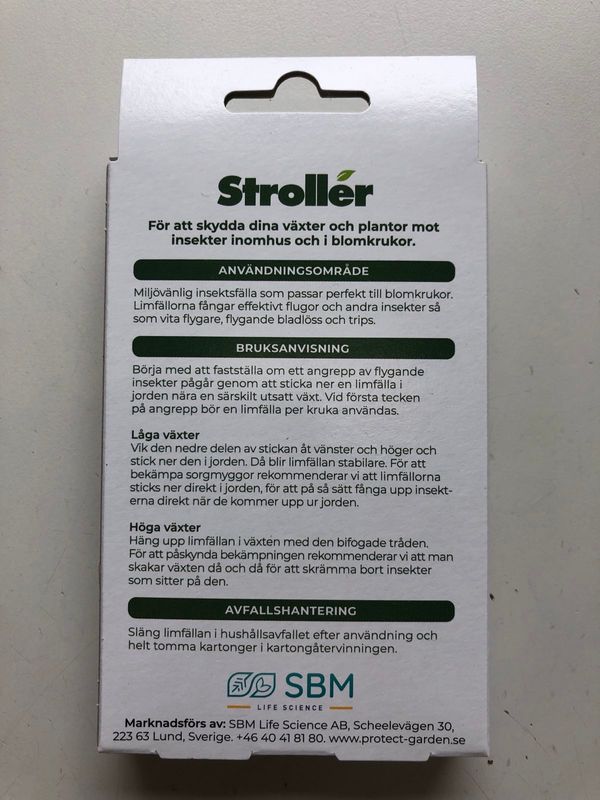 Strollér
För att skydda dina växter och plantor mot
insekter inomhus och i blomkrukor.
ANVÄNDNINGSOMRÅDE
Miljövänlig insektsfälla som passar perfekt till blomkrukor.
Limfällorna fångar effektivt flugor och andra insekter så
som vita flygare, flygande bladlöss och trips.
BRUKSANVISNING
Börja med att fastställa om ett angrepp av flygande
insekter pågår genom att sticka ner en limfälla i
jorden nära en särskilt utsatt växt. Vid första tecken
på angrepp bör en limfälla per kruka användas.
Låga växter
Vik den nedre delen av stickan åt vänster och höger och
stick ner den i jorden. Då blir limfällan stabilare. För att
bekämpa sorgmyggor rekommenderar vi att limfällorna
sticks ner direkt i jorden, för att på så sätt fånga upp insekt-
erna direkt när de kommer upp ur jorden.
Höga växter
Häng upp limfällan i växten med den bifogade tråden.
För att påskynda bekämpningen rekommenderar vi att man
skakar växten då och då för att skrämma bort insekter
som sitter på den.
AVFALLSHANTERING
Släng limfällan i hushållsavfallet efter användning och
helt tomma kartonger i kartongåtervinningen.
SBM
LIFE SCIENCE
Marknadsförs av: SBM Life Science AB, Scheelevägen 30,
223 63 Lund, Sverige. +46 40 41 81 80. www.protect-garden.se